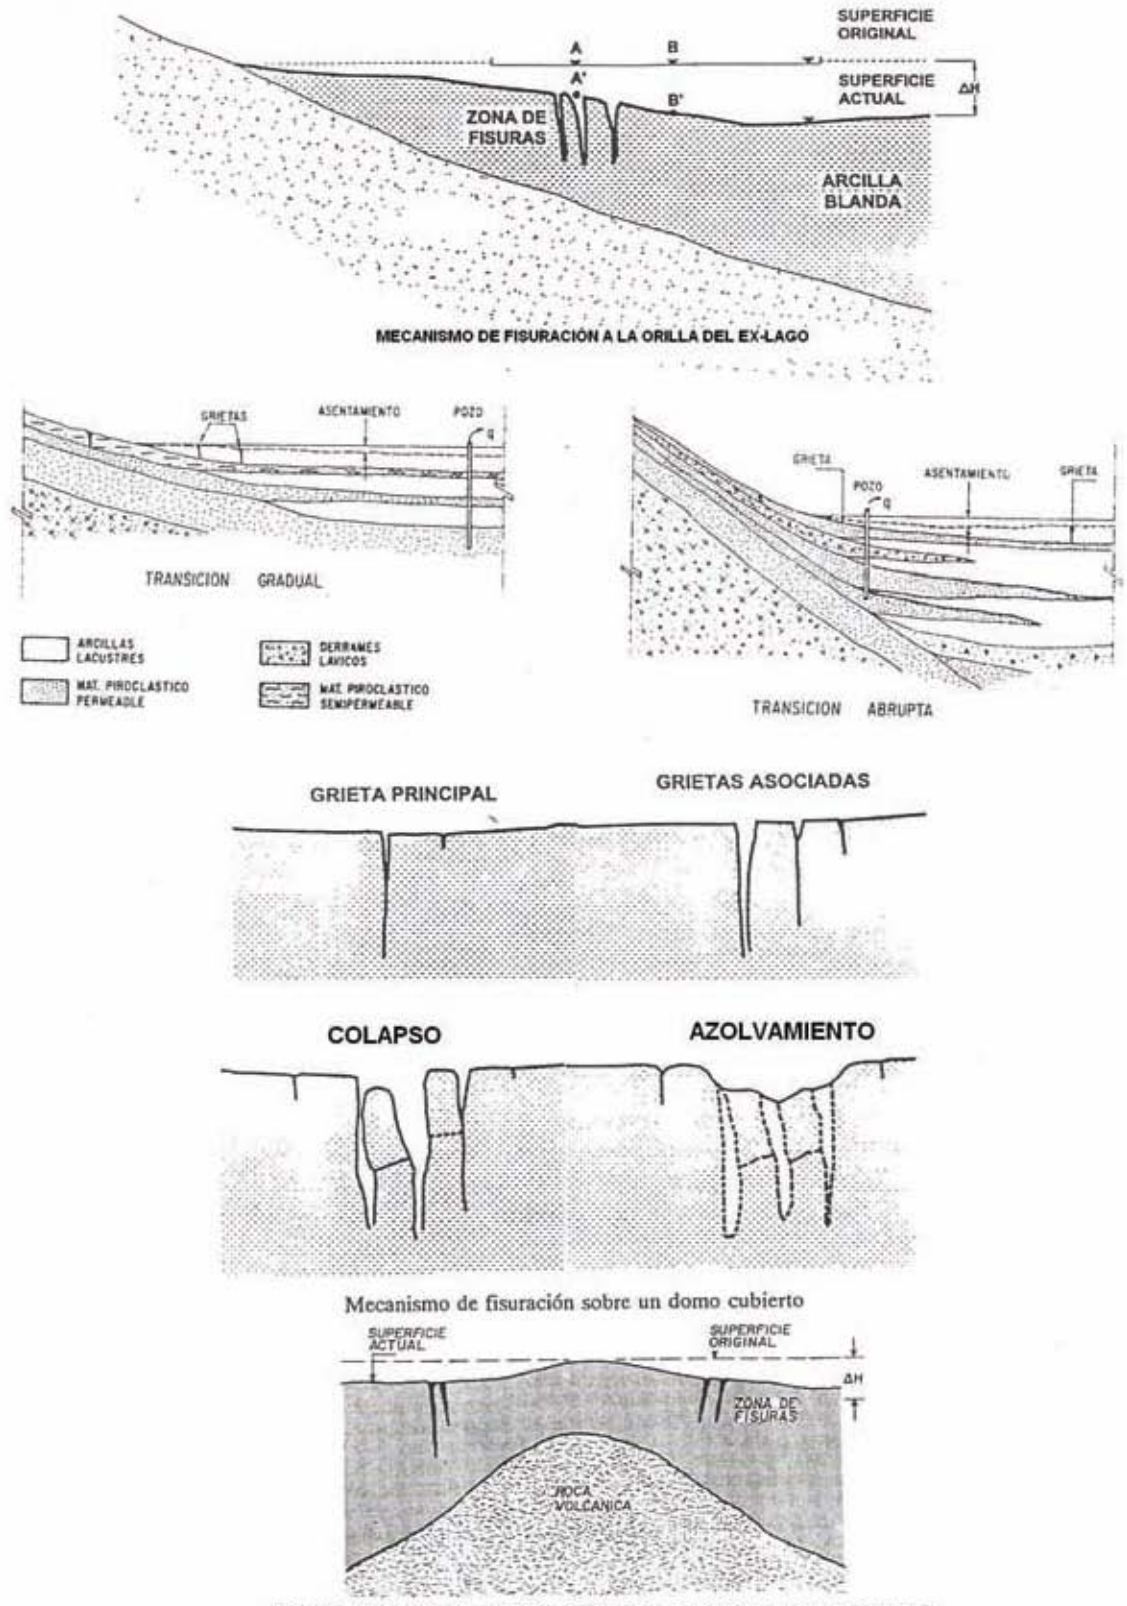 SUPERFICIE
ORIGINAL
A
B
A'
B'
SUPERFICIE
ACTUAL
ΔH
ZONA DE
FISURAS
ARCILLA
BLANDA
MECANISMO DE FISURACIÓN A LA ORILLA DEL EX-LAGO
GRIETAS
ASENTAMIENTO
POZO
q
TRANSICION GRADUAL
GRIETA
POZO
q
ASENTAMIENTO
GRIETA
TRANSICION ABRUPTA
ARCILLAS
LACUSTRES
DERRAMES
LAVICOS
MAT. PIROCLASTICO
PERMEABLE
MAT. PIROCLASTICO
SEMIPERMEABLE
GRIETA PRINCIPAL
GRIETAS ASOCIADAS
COLAPSO
AZOLVAMIENTO
Mecanismo de fisuración sobre un domo cubierto
SUPERFICIE
ACTUAL
SUPERFICIE
ORIGINAL
ΔH
ZONA DE
FISURAS
ROCA
VOLCANICA